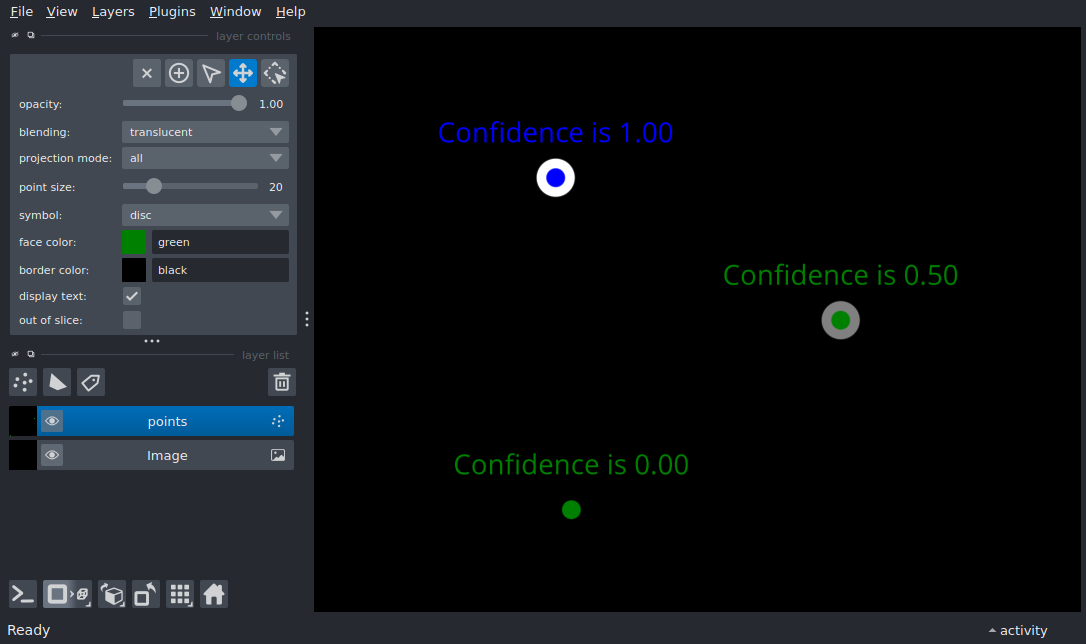 File View Layers Plugins Window Help
layer controls
opacity: 1.00
blending: translucent
projection mode: all
point size: 20
symbol: disc
face color: green
border color: black
display text:
out of slice:
layer list
points
Image
Confidence is 1.00
Confidence is 0.50
Confidence is 0.00
Ready
activity